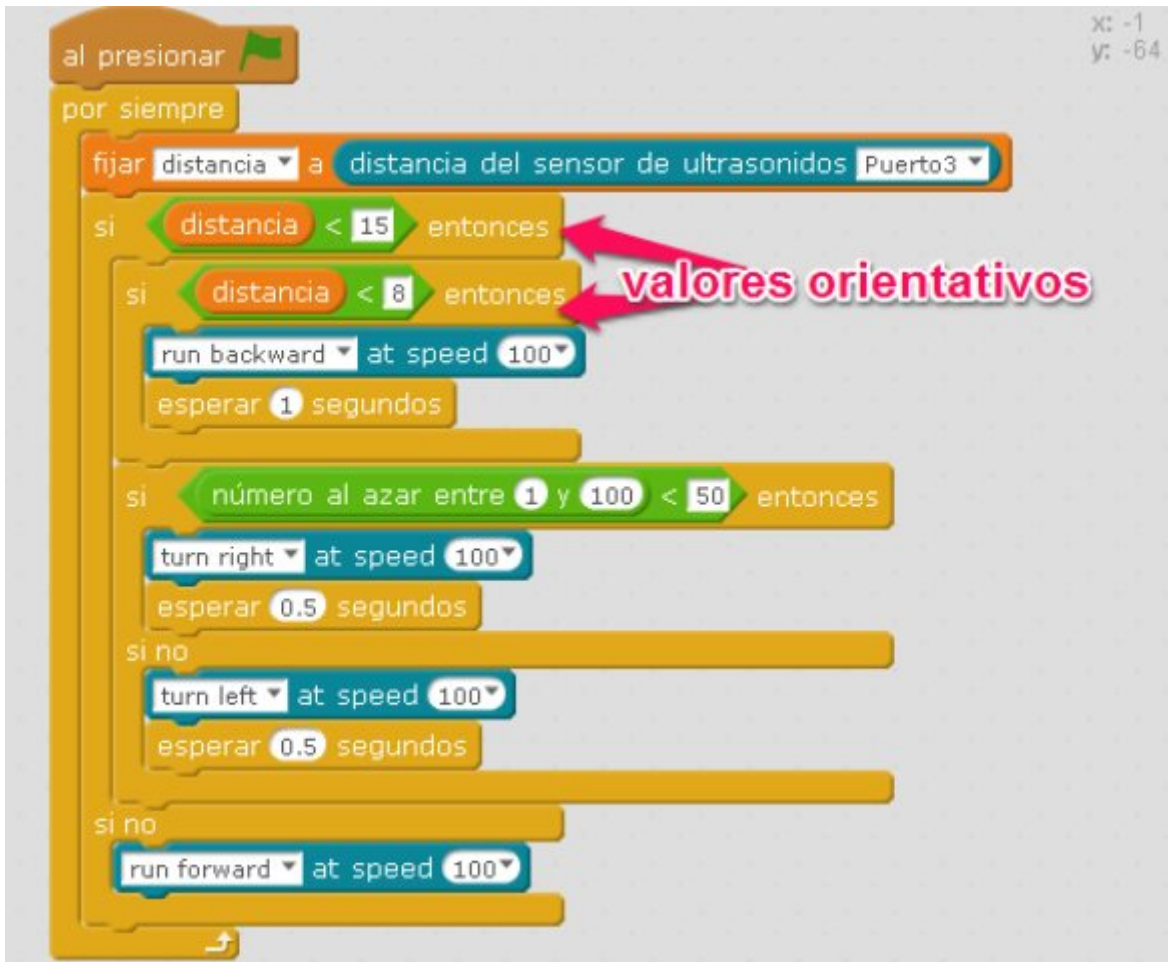 x: -1
y: -64
al presionar
por siempre
fijar distancia a distancia del sensor de ultrasonidos Puerto3
si distancia < 15 entonces
valores orientativos
si distancia < 8 entonces
run backward at speed 100
esperar 1 segundos
si número al azar entre 1 y 100 < 50 entonces
turn right at speed 100
esperar 0.5 segundos
si no
turn left at speed 100
esperar 0.5 segundos
si no
run forward at speed 100